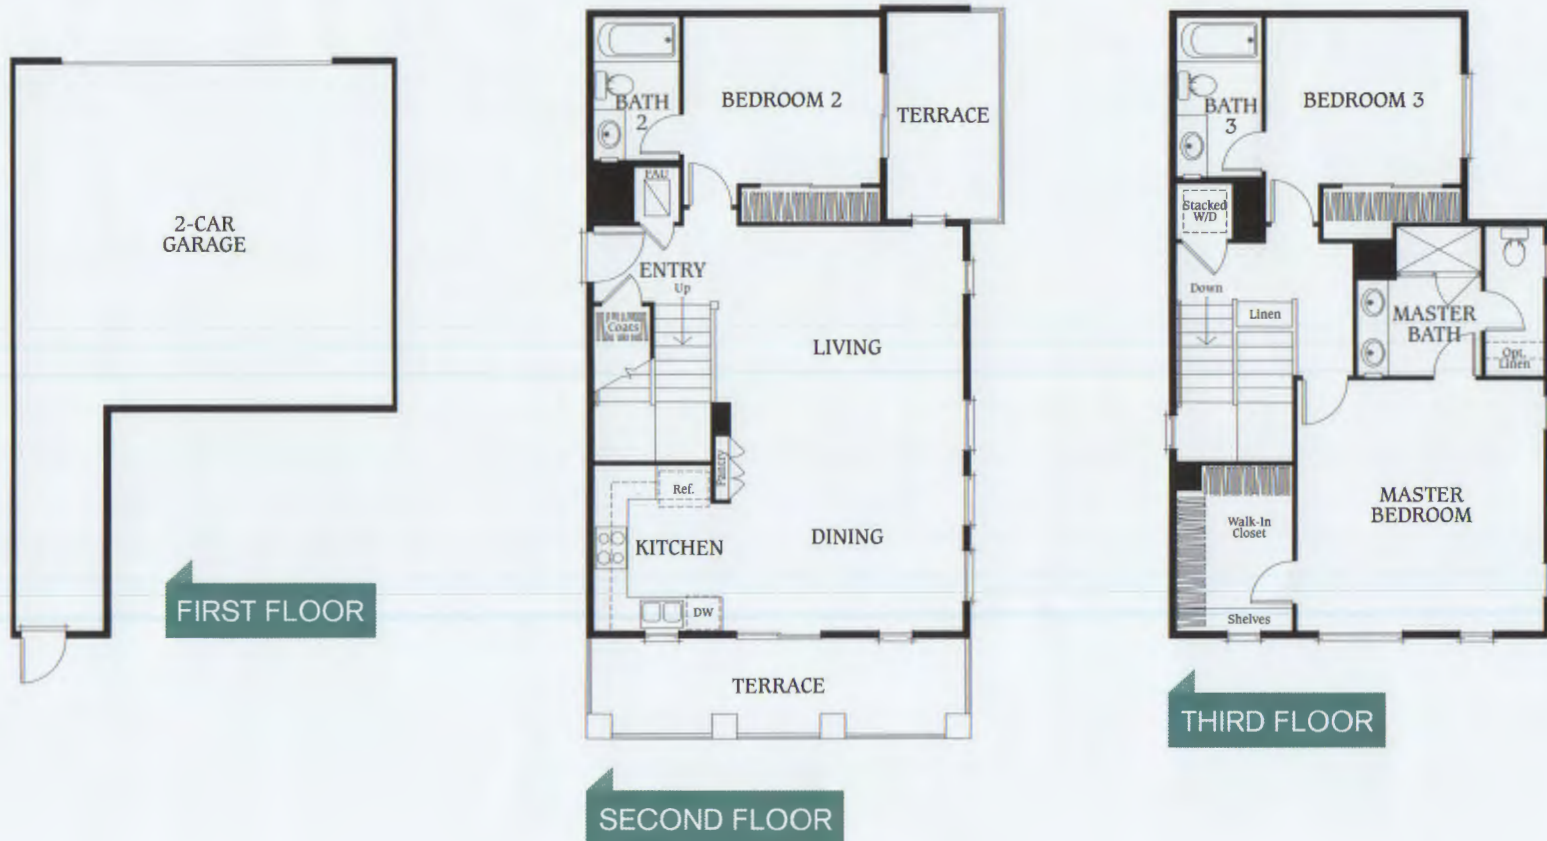 2-CAR
GARAGE
FIRST FLOOR
BATH
2
BEDROOM 2
TERRACE
FAU
ENTRY
Up
Coats
LIVING
Pantry
Ref.
KITCHEN
DINING
DW
TERRACE
SECOND FLOOR
BATH
3
BEDROOM 3
Stacked
W/D
Down
Linen
MASTER
BATH
Opt.
Linen
MASTER
BEDROOM
Walk-In
Closet
Shelves
THIRD FLOOR